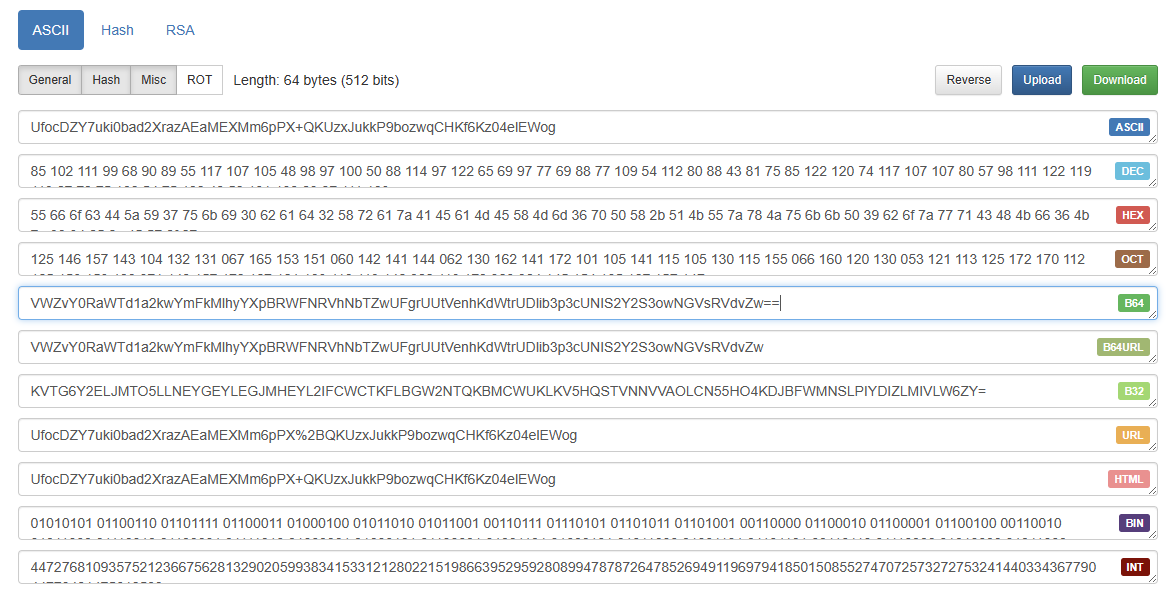 ASCII Hash RSA
General Hash Misc ROT Length: 64 bytes (512 bits) Reverse Upload Download
UfocDZY7uki0bad2XrazAEaMEXMm6pPX+QKUzxJukkP9bozwqCHKf6Kz04elEWog ASCII
85 102 111 99 68 90 89 55 117 107 105 48 98 97 100 50 88 114 97 122 65 69 97 77 69 88 77 109 54 112 80 88 43 81 75 85 122 120 74 117 107 107 80 57 98 111 122 119 DEC
55 66 6f 63 44 5a 59 37 75 6b 69 30 62 61 64 32 58 72 61 7a 41 45 61 4d 45 58 4d 6d 36 70 50 58 2b 51 4b 55 7a 78 4a 75 6b 6b 50 39 62 6f 7a 77 71 43 48 4b 66 36 4b HEX
125 146 157 143 104 132 131 067 165 153 151 060 142 141 144 062 130 162 141 172 101 105 141 115 105 130 115 155 066 160 120 130 053 121 113 125 172 170 112 OCT
VWZvY0RaWTd1a2kwYmFkMlhyYXpBRWFNRVhNbTZwUFgrUUtVenhKdWtrUDlib3p3cUNIS2Y2S3owNGVsRVdvZw== B64
VWZvY0RaWTd1a2kwYmFkMlhyYXpBRWFNRVhNbTZwUFgrUUtVenhKdWtrUDlib3p3cUNIS2Y2S3owNGVsRVdvZw B64URL
KVTG6Y2ELJMTO5LLNEYGEYLEGJMHEYL2IFCWCTKFLBGW2NTQKBMCWUKLKV5HQSTVNNVVAOLCN55HO4KDJBFWMNSLPIYDIZLMIVLW6ZY= B32
UfocDZY7uki0bad2XrazAEaMEXMm6pPX%2BQKUzxJukkP9bozwqCHKf6Kz04elEWog URL
UfocDZY7uki0bad2XrazAEaMEXMm6pPX+QKUzxJukkP9bozwqCHKf6Kz04elEWog HTML
01010101 01100110 01101111 01100011 01000100 01011010 01011001 00110111 01110101 01101011 01101001 00110000 01100010 01100001 01100100 00110010 BIN
4472768109357521236675628132902059938341533121280221519866395295928089947878726478526949119697941850150855274707257327275324144033436​7790 INT